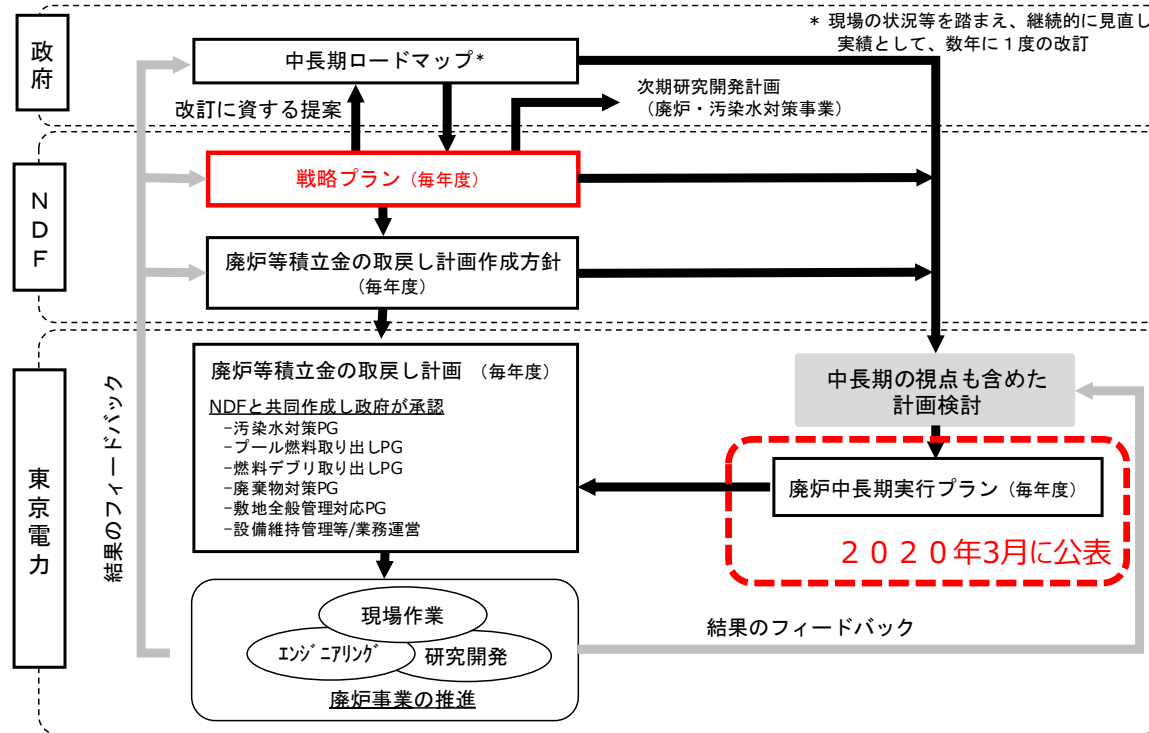 政府
中長期ロードマップ*
* 現場の状況等を踏まえ、継続的に見直し
実績として、数年に１度の改訂
改訂に資する提案
次期研究開発計画
（廃炉・汚染水対策事業）
ＮＤＦ
戦略プラン（毎年度）
廃炉等積立金の取戻し計画作成方針
（毎年度）
東京電力
結果のフィードバック
廃炉等積立金の取戻し計画 （毎年度）
NDFと共同作成し政府が承認
-汚染水対策PG
-プール燃料取り出しPG
-燃料デブリ取り出しPG
-廃棄物対策PG
-敷地全般管理対応PG
-設備維持管理等/業務運営
中長期の視点も含めた
計画検討
廃炉中長期実行プラン（毎年度）
２０２０年3月に公表
現場作業
ｴﾝｼﾞﾆｱﾘﾝｸﾞ
研究開発
廃炉事業の推進
結果のフィードバック